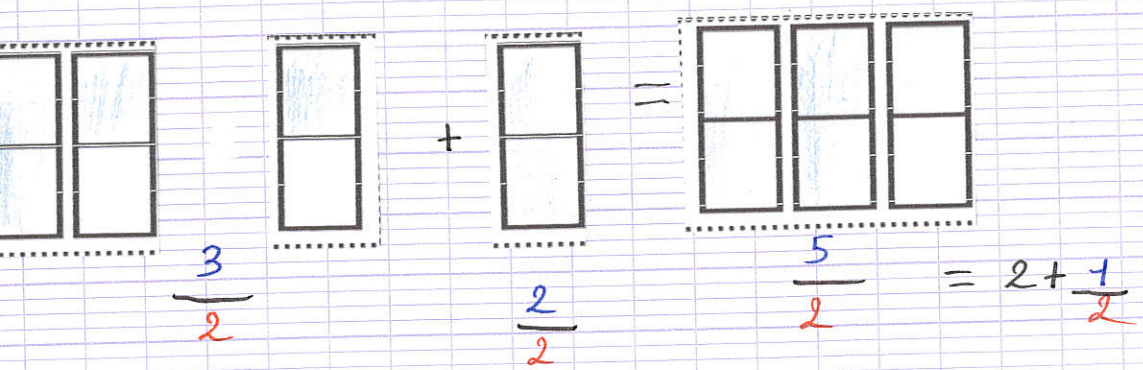 + =
3/2 2/2 5/2 = 2 + 1/2